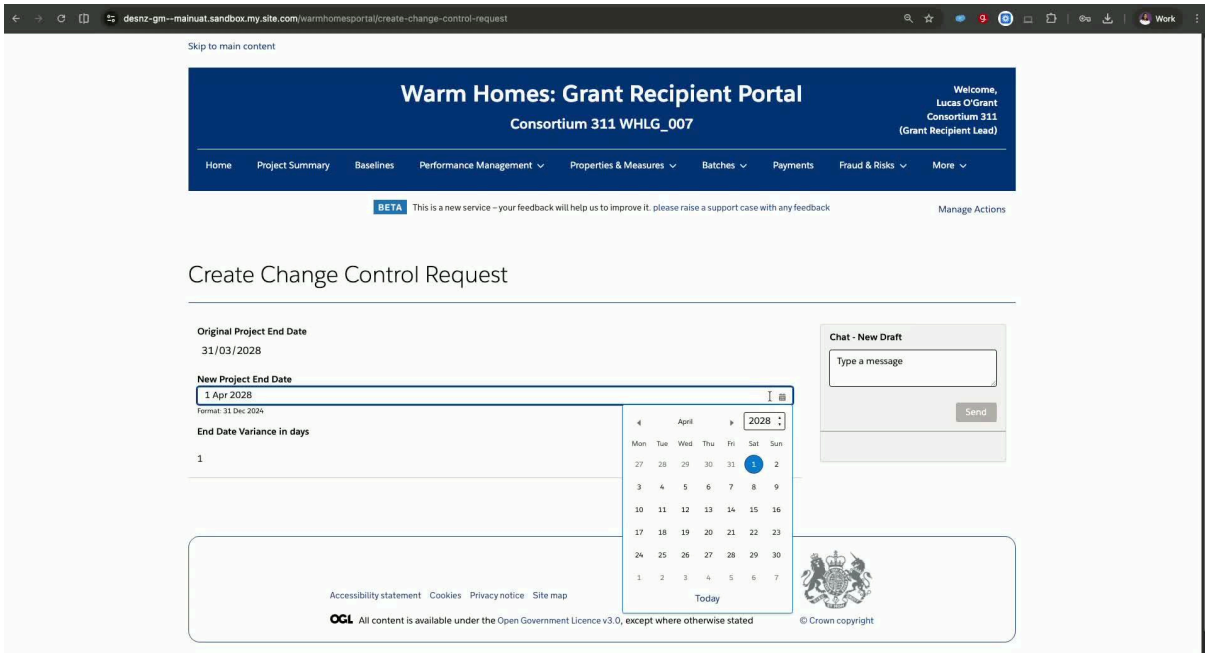 desnz-gm--mainuat.sandbox.my.site.com/warmhomesportal/create-change-control-request
Work
Skip to main content
Warm Homes: Grant Recipient Portal
Consortium 311 WHLG_007
Welcome,
Lucas O'Grant
Consortium 311
(Grant Recipient Lead)
Home Project Summary Baselines Performance Management Properties & Measures Batches Payments Fraud & Risks More
BETA This is a new service – your feedback will help us to improve it. please raise a support case with any feedback
Manage Actions
Create Change Control Request
Original Project End Date
31/03/2028
New Project End Date
1 Apr 2028
Format: 31 Dec 2024
End Date Variance in days
1
April 2028
Mon Tue Wed Thu Fri Sat Sun
27 28 29 30 31 1 2
3 4 5 6 7 8 9
10 11 12 13 14 15 16
17 18 19 20 21 22 23
24 25 26 27 28 29 30
1 2 3 4 5 6 7
Today
Chat - New Draft
Type a message
Send
Accessibility statement Cookies Privacy notice Site map
OGL All content is available under the Open Government Licence v3.0, except where otherwise stated
© Crown copyright